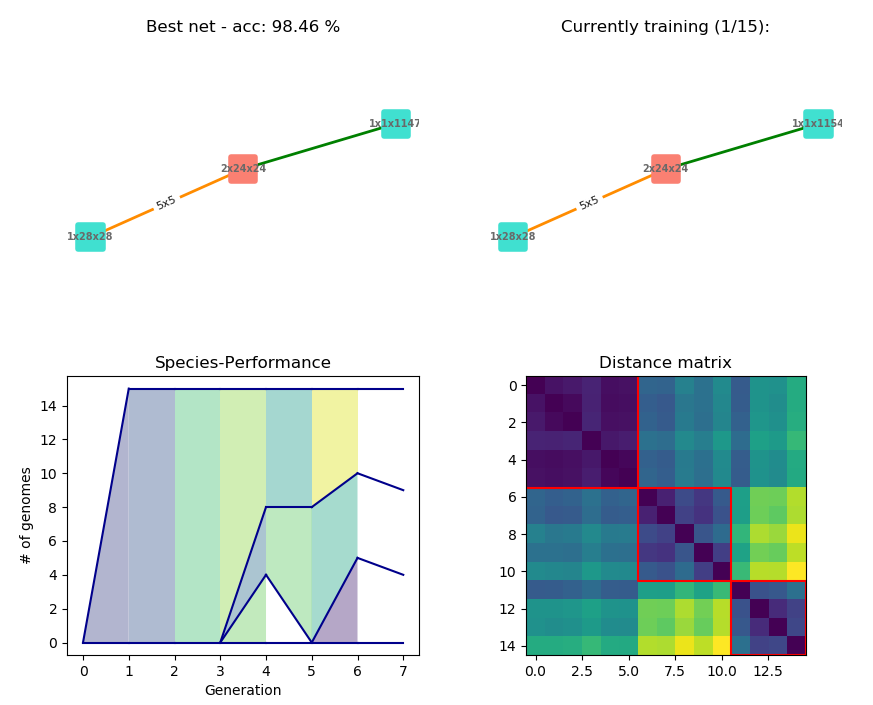 Best net - acc: 98.46 %
Currently training (1/15):
1x1x1147
1x1x1154
2x24x24
2x24x24
5x5
5x5
1x28x28
1x28x28
Species-Performance
Distance matrix
14
12
10
8
6
4
2
0
# of genomes
0 1 2 3 4 5 6 7
Generation
0
2
4
6
8
10
12
14
0.0 2.5 5.0 7.5 10.0 12.5